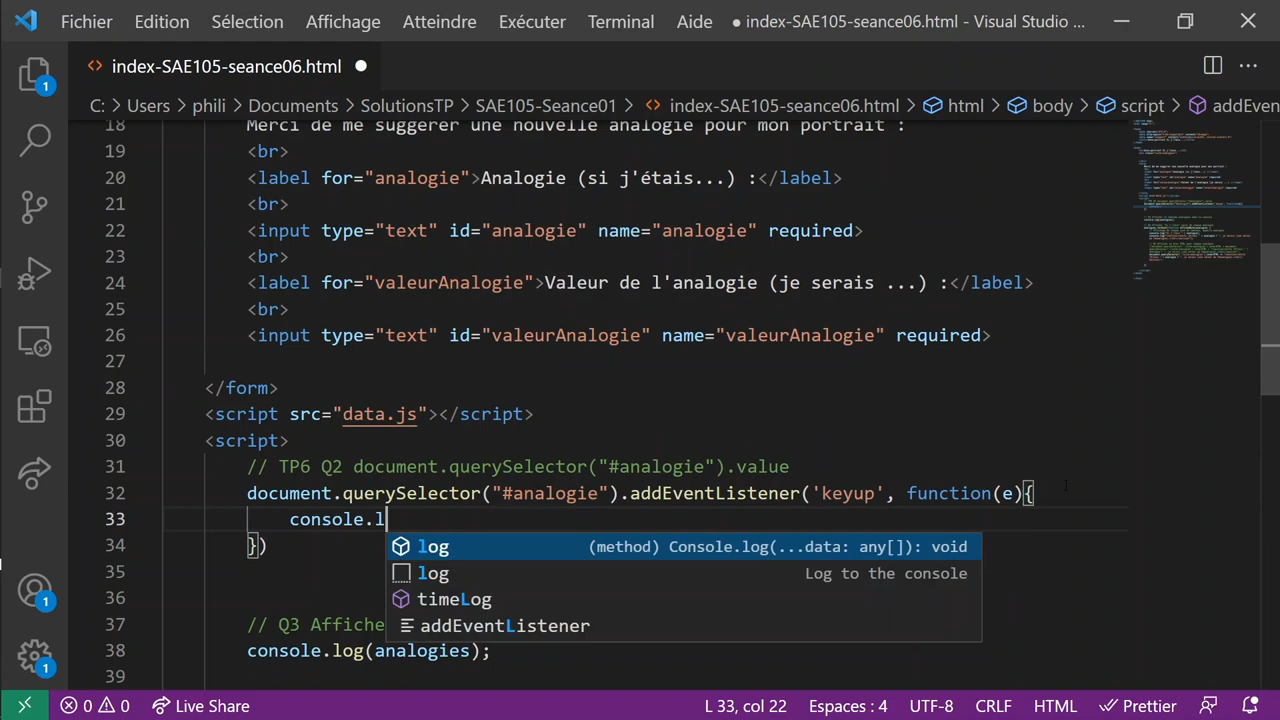 Fichier Edition Sélection Affichage Atteindre Exécuter Terminal Aide ● index-SAE105-seance06.html - Visual Studio ...
<> index-SAE105-seance06.html ●
C: > Users > phili > Documents > SolutionsTP > SAE105-Seance01 > <> index-SAE105-seance06.html > html > body > script > addEven
18 Merci de me suggerer une nouvelle analogie pour mon portrait :
19 <br>
20 <label for="analogie">Analogie (si j'étais...) :</label>
21 <br>
22 <input type="text" id="analogie" name="analogie" required>
23 <br>
24 <label for="valeurAnalogie">Valeur de l'analogie (je serais ...) :</label>
25 <br>
26 <input type="text" id="valeurAnalogie" name="valeurAnalogie" required>
27
28 </form>
29 <script src="data.js"></script>
30 <script>
31 // TP6 Q2 document.querySelector("#analogie").value
32 document.querySelector("#analogie").addEventListener('keyup', function(e){
33 console.l
log (method) Console.log(...data: any[]): void
34 })
log Log to the console
35
timeLog
36
addEventListener
37 // Q3 Affiche
38 console.log(analogies);
39
1
1
1
0 0 Live Share L 33, col 22 Espaces : 4 UTF-8 CRLF HTML Prettier